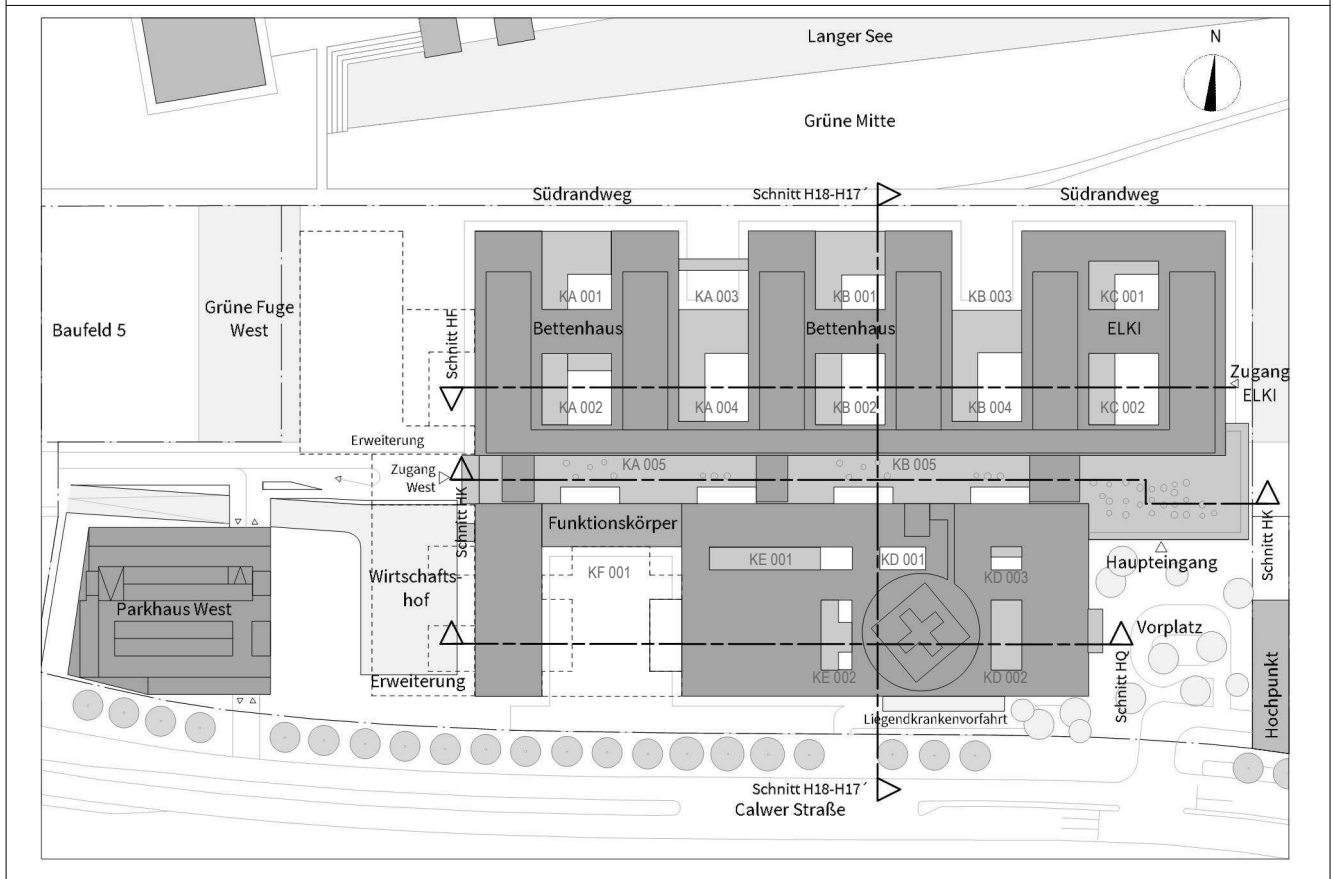 Langer See
N
Grüne Mitte
Südrandweg
Schnitt H18-H17´
Südrandweg
Baufeld 5
Grüne Fuge
West
Schnitt HF
KA 001
KA 003
KB 001
KB 003
KC 001
Bettenhaus
Bettenhaus
ELKI
Zugang
ELKI
KA 002
KA 004
KB 002
KB 004
KC 002
Erweiterung
Zugang
West
KA 005
KB 005
Schnitt HK
Schnitt HK
Funktionskörper
KE 001
KD 001
KD 003
Haupteingang
KF 001
Wirtschafts-
hof
Parkhaus West
Vorplatz
Erweiterung
KE 002
KD 002
Schnitt HQ
Hochpunkt
Liegendkrankenvorfahrt
Schnitt H18-H17´
Calwer Straße